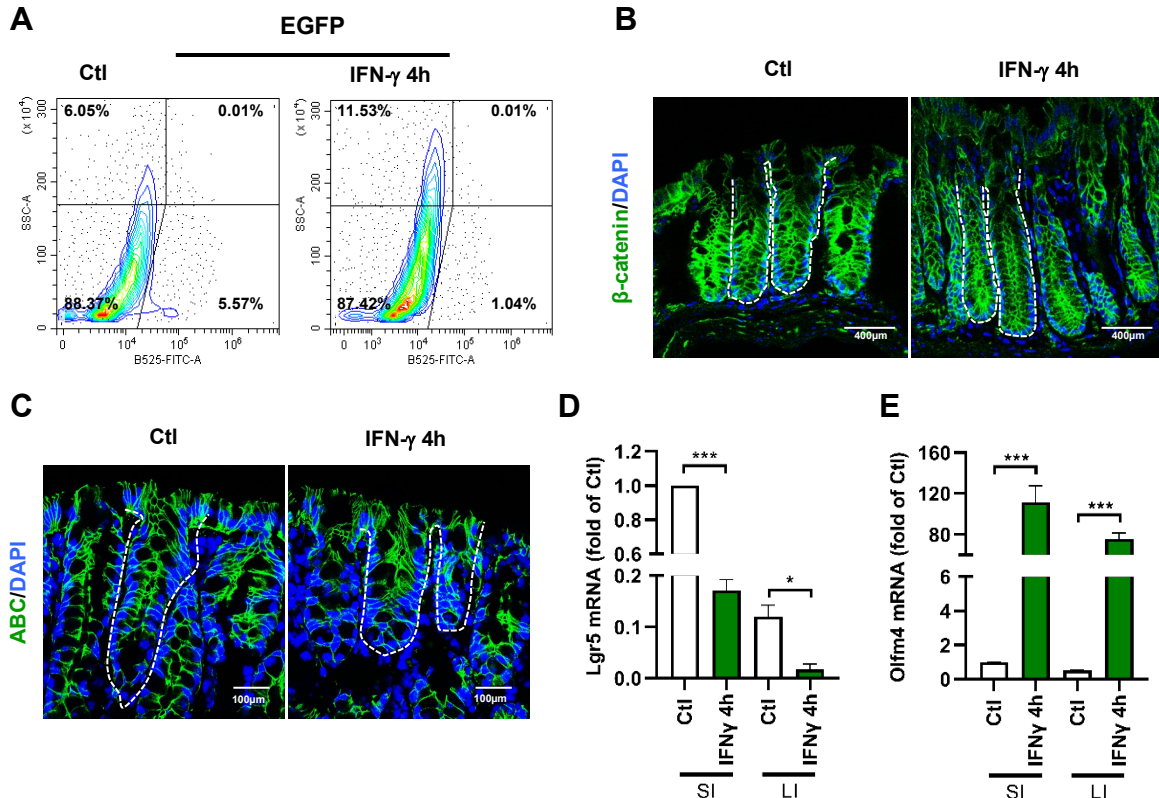 A
EGFP
Ctl
IFN-γ 4h
6.05%
0.01%
88.37%
5.57%
(x 10⁴)
SSC-A
300
200
100
0
0
10⁴
10⁵
10⁶
B525-FITC-A
11.53%
0.01%
87.42%
1.04%
(x 10⁴)
SSC-A
300
200
100
0
0
10³
10⁴
10⁵
10⁶
B525-FITC-A
B
Ctl
IFN-γ 4h
β-catenin/DAPI
400µm
400µm
C
Ctl
IFN-γ 4h
ABC/DAPI
100µm
100µm
D
Lgr5 mRNA (fold of Ctl)
1.2
1.0
0.8
0.6
0.2
0.1
0.0
***
*
Ctl
IFNγ 4h
Ctl
IFNγ 4h
SI
LI
E
Olfm4 mRNA (fold of Ctl)
160
120
80
6
4
2
0
***
***
Ctl
IFNγ 4h
Ctl
IFNγ 4h
SI
LI